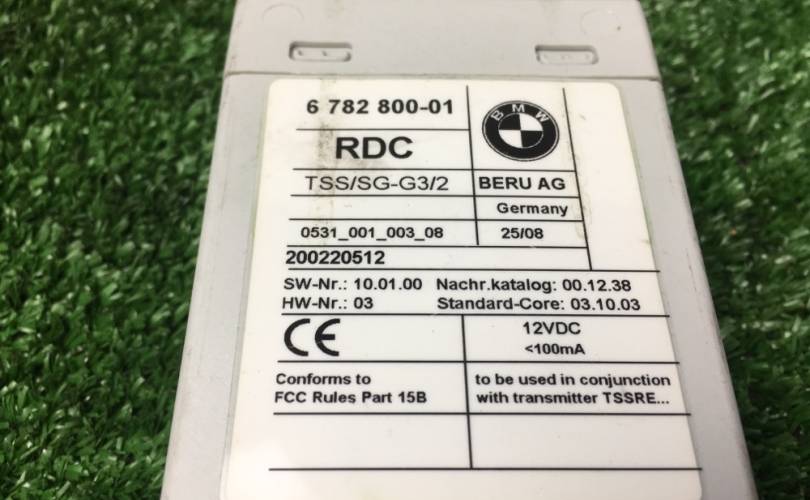 6 782 800-01
BMW
RDC
TSS/SG-G3/2 BERU AG
Germany
0531_001_003_08 25/08
200220512
SW-Nr.: 10.01.00 Nachr.katalog: 00.12.38
HW-Nr.: 03 Standard-Core: 03.10.03
CE 12VDC
<100mA
Conforms to to be used in conjunction
FCC Rules Part 15B with transmitter TSSRE...